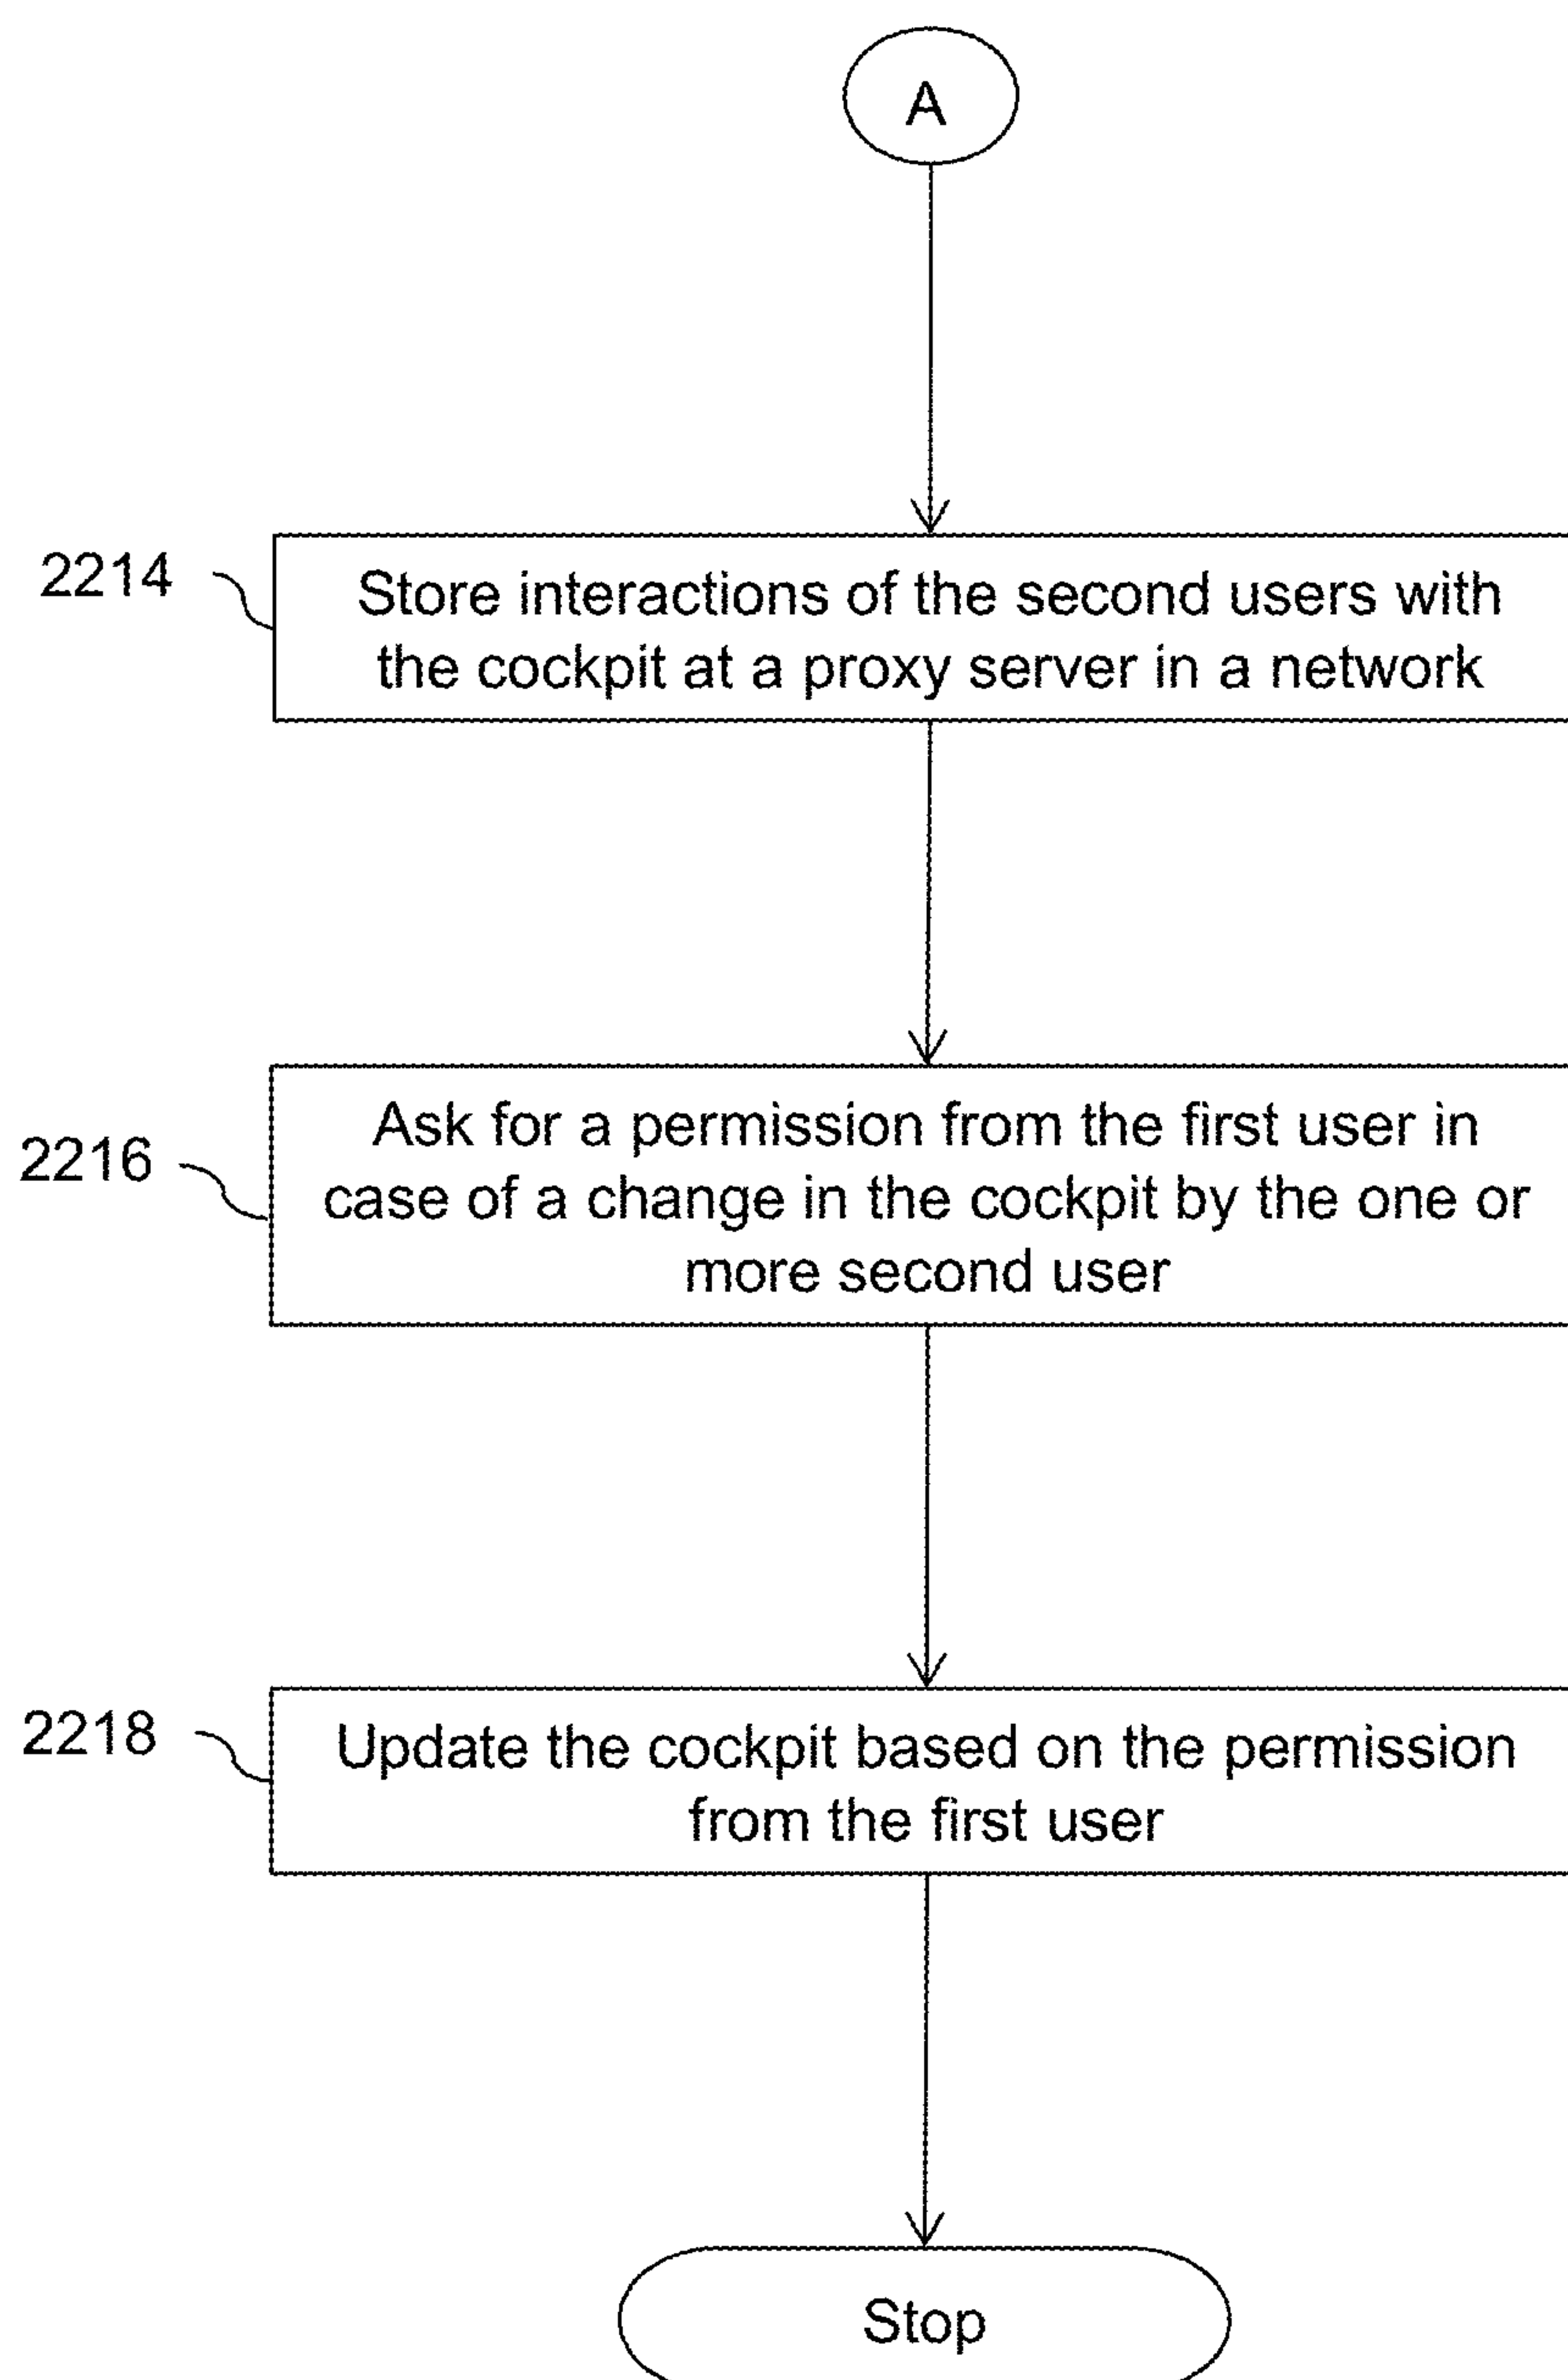 A
2214
Store interactions of the second users with
the cockpit at a proxy server in a network
2216
Ask for a permission from the first user in
case of a change in the cockpit by the one or
more second user
2218
Update the cockpit based on the permission
from the first user
Stop